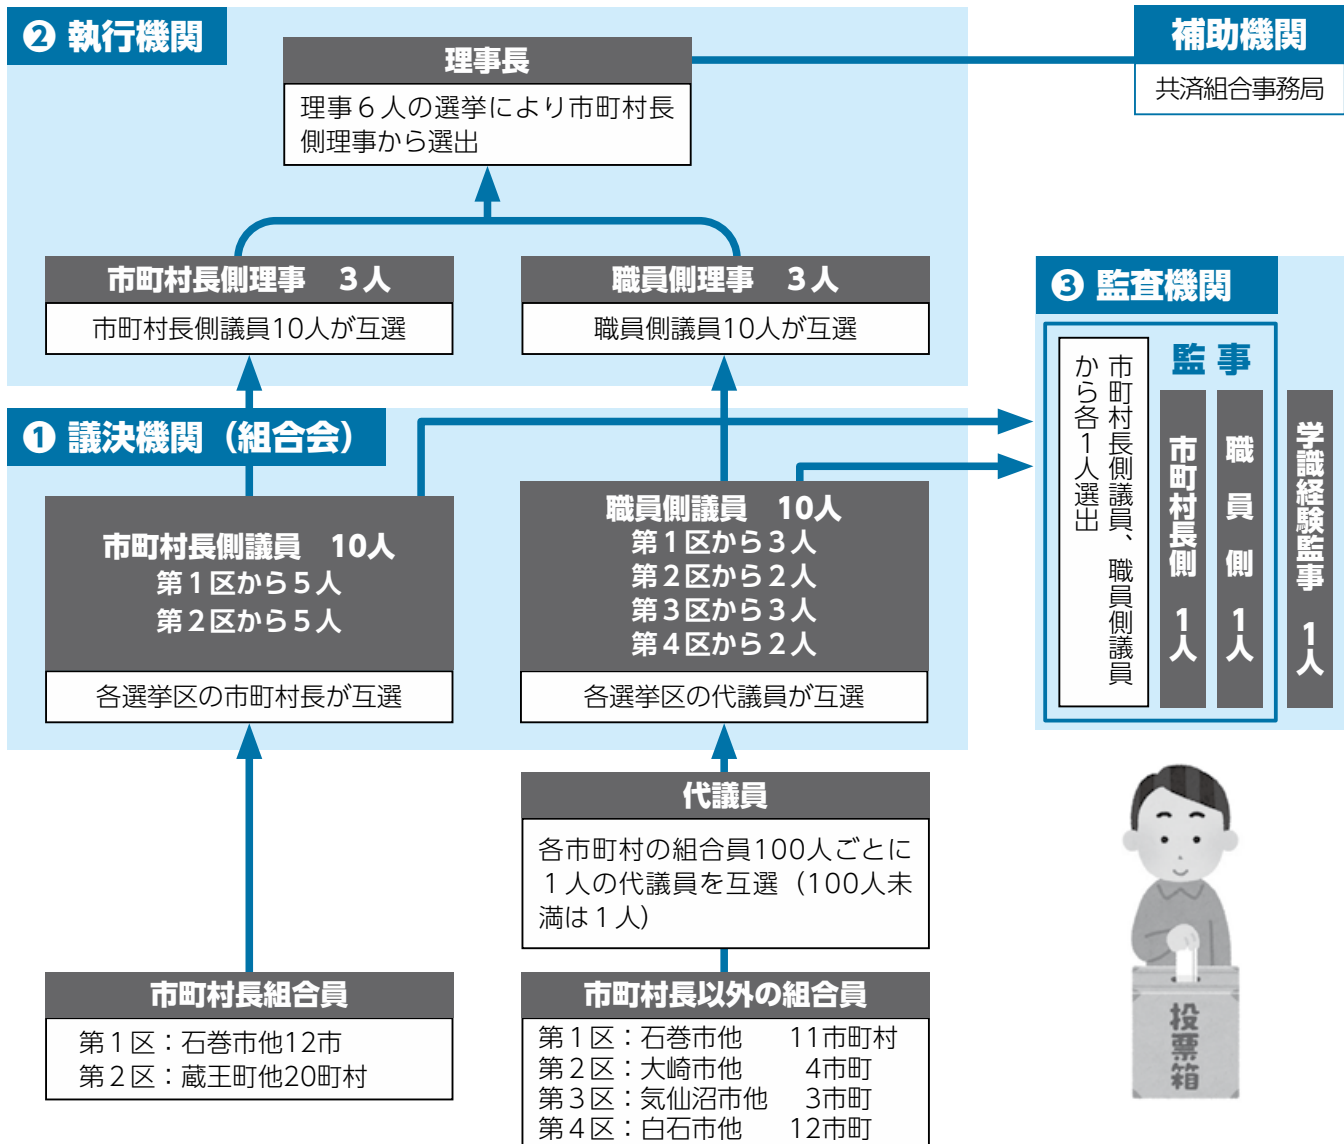 ❷ 執行機関
理事長
理事６人の選挙により市町村長
側理事から選出
補助機関
共済組合事務局
市町村長側理事　３人
市町村長側議員10人が互選
職員側理事　３人
職員側議員10人が互選
❶ 議決機関（組合会）
市町村長側議員　10人
第１区から５人
第２区から５人
各選挙区の市町村長が互選
職員側議員　10人
第１区から３人
第２区から２人
第３区から３人
第４区から２人
各選挙区の代議員が互選
❸ 監査機関
監事
市町村長側議員、職員側議員
から各１人選出
市町村長側　１人
職員側　１人
学識経験監事　１人
代議員
各市町村の組合員100人ごとに
１人の代議員を互選（100人未
満は１人）
市町村長組合員
第１区：石巻市他12市
第２区：蔵王町他20町村
市町村長以外の組合員
第１区：石巻市他　11市町村
第２区：大崎市他　4市町
第３区：気仙沼市他　3市町
第４区：白石市他　12市町
投票箱